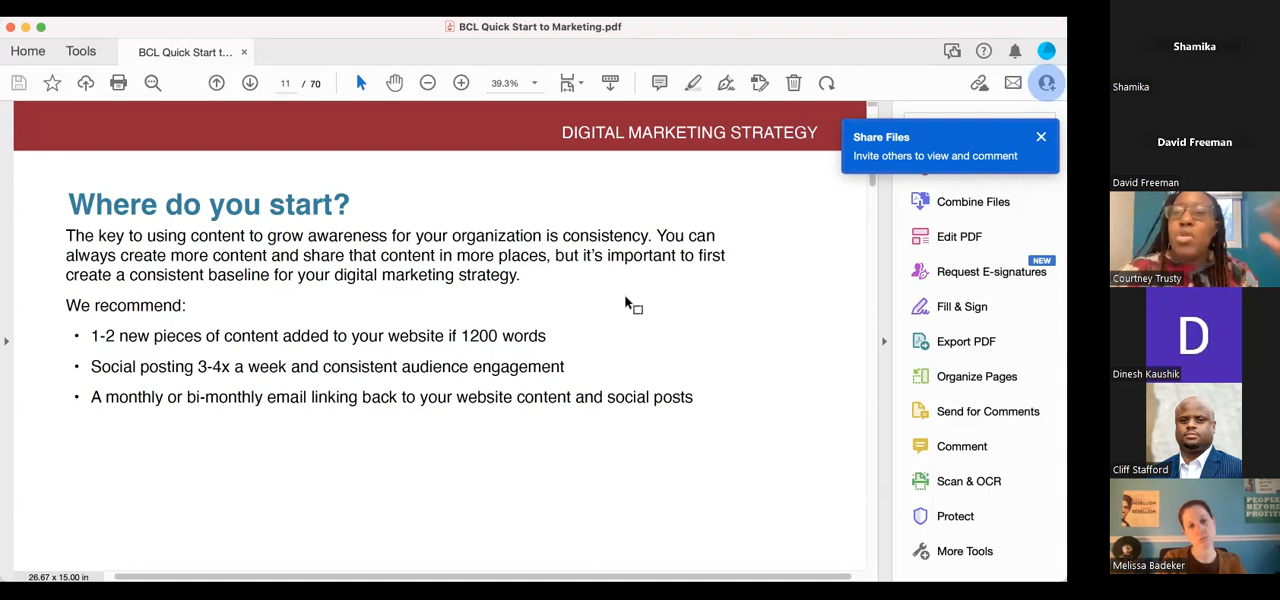 BCL Quick Start to Marketing.pdf
Home
Tools
BCL Quick Start t...
11 / 70
39.3%
DIGITAL MARKETING STRATEGY
Share Files
Invite others to view and comment
Where do you start?
The key to using content to grow awareness for your organization is consistency. You can
always create more content and share that content in more places, but it's important to first
create a consistent baseline for your digital marketing strategy.
We recommend:
• 1-2 new pieces of content added to your website if 1200 words
• Social posting 3-4x a week and consistent audience engagement
• A monthly or bi-monthly email linking back to your website content and social posts
26.67 x 15.00 in
Combine Files
Edit PDF
NEW
Request E-signatures
Fill & Sign
Export PDF
Organize Pages
Send for Comments
Comment
Scan & OCR
Protect
More Tools
Shamika
Shamika
David Freeman
David Freeman
Courtney Trusty
D
Dinesh Kaushik
Cliff Stafford
REBELLION
PEOPLE
BEFORE
PROFIT
Melissa Badeker